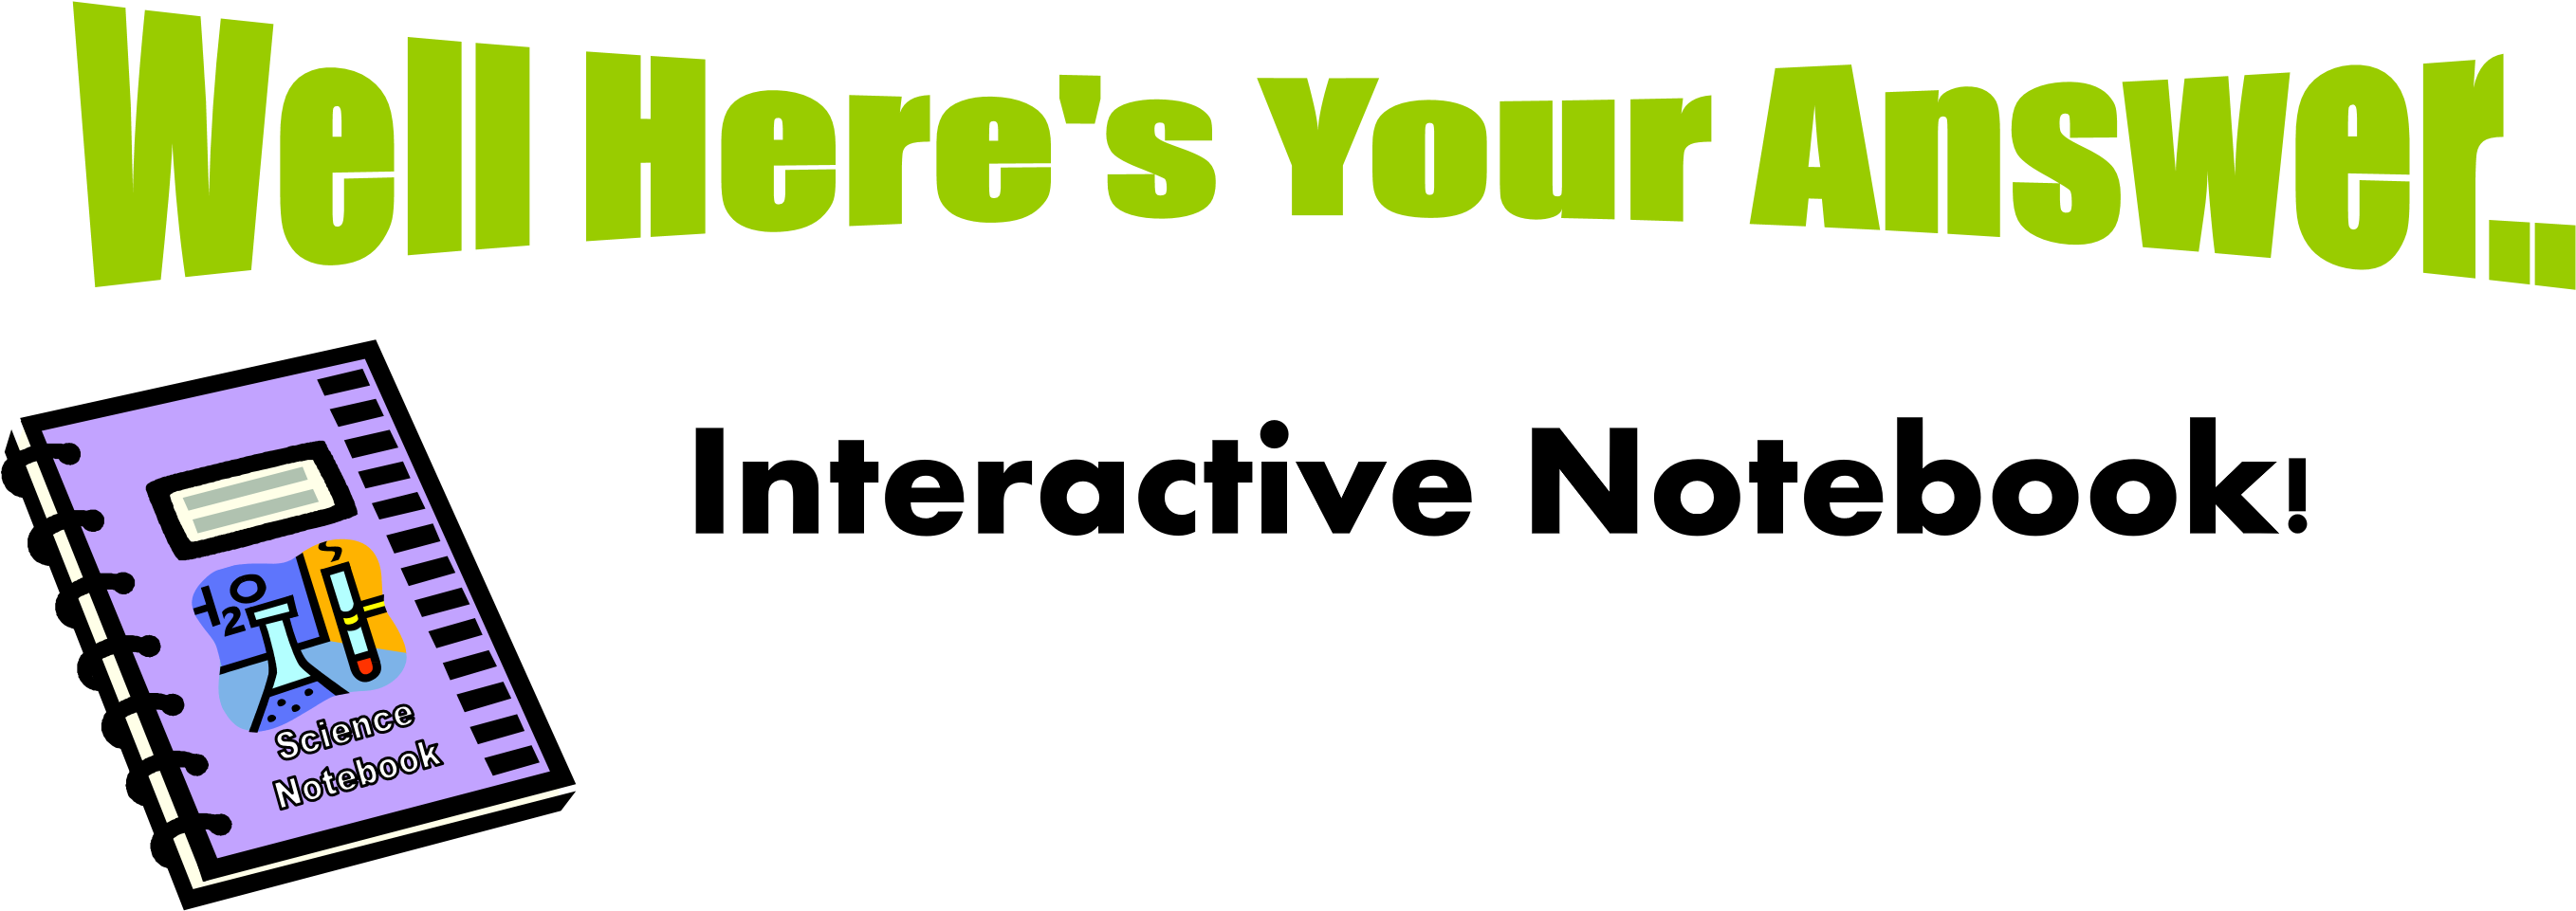 Well Here's Your Answer..
Interactive Notebook!
H2O
Science
Notebook